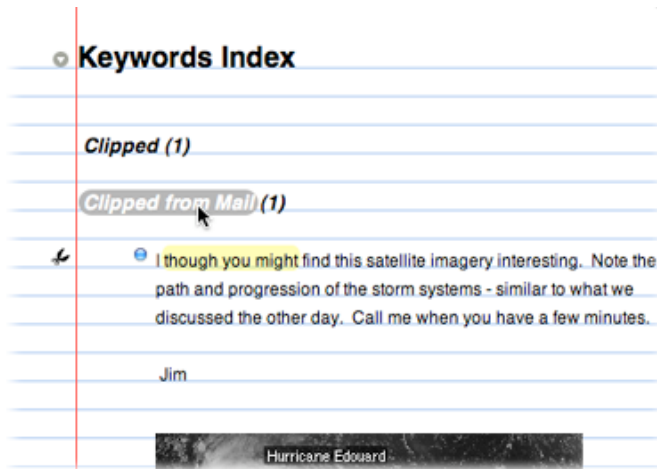 Keywords Index
Clipped (1)
Clipped from Mail (1)
I though you might find this satellite imagery interesting. Note the
path and progression of the storm systems - similar to what we
discussed the other day. Call me when you have a few minutes.
Jim
Hurricane Edouard